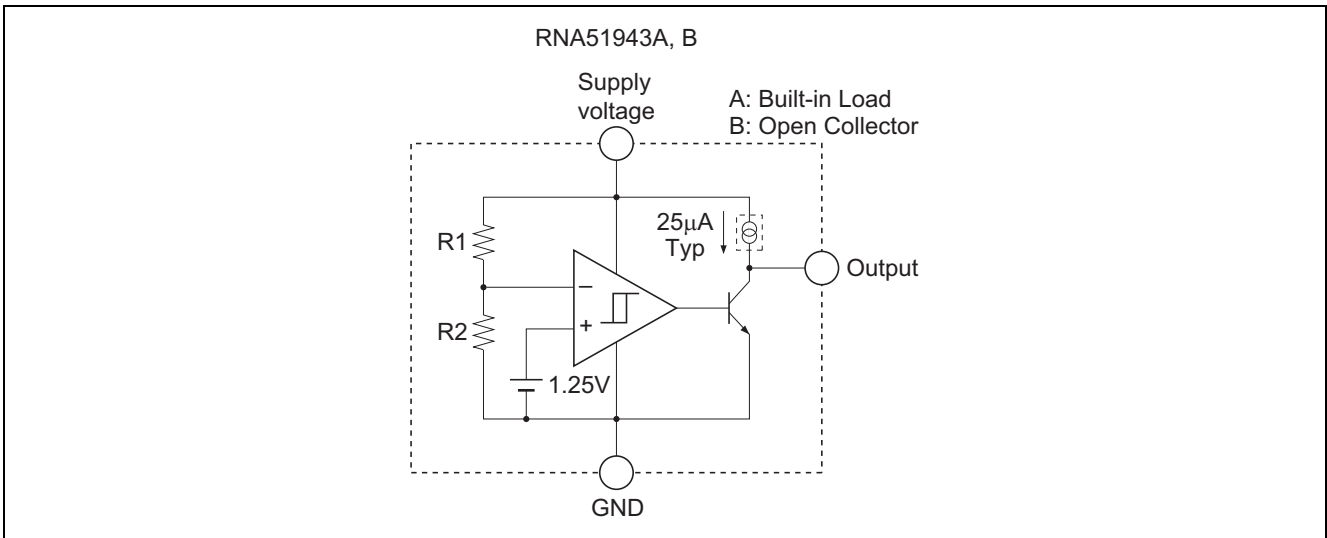 RNA51943A, B
Supply
voltage
A: Built-in Load
B: Open Collector
25μA
Typ
R1
Output
−
+
R2
1.25V
GND